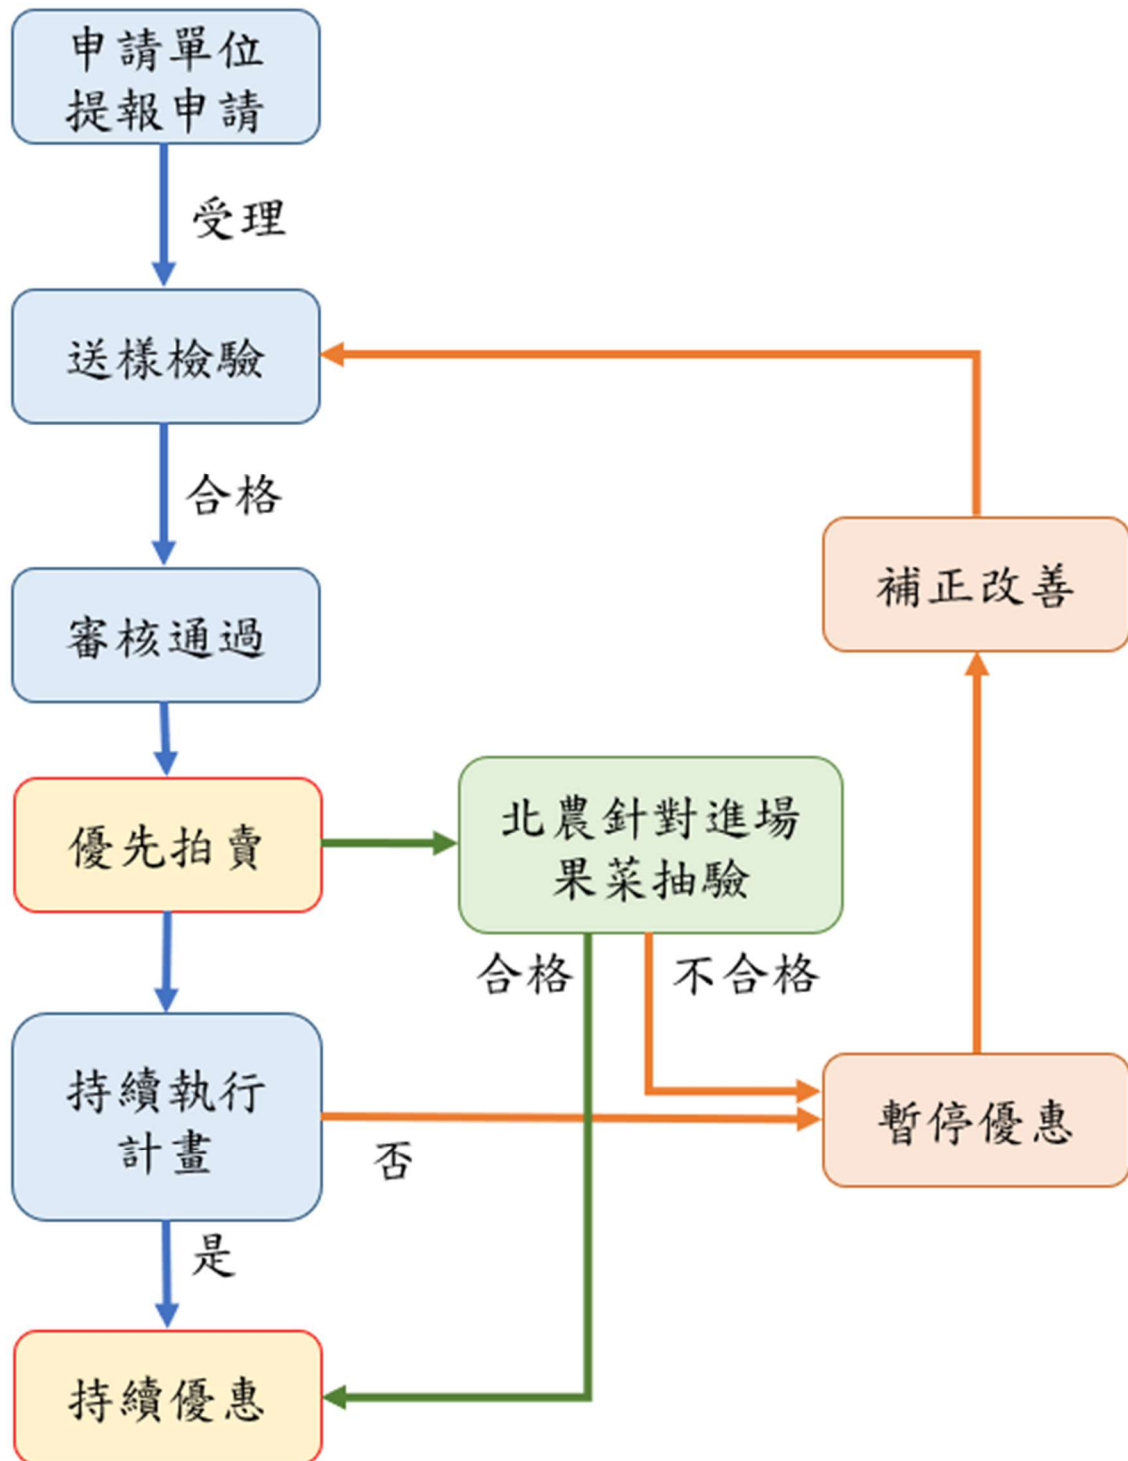 申請單位
提報申請
受理
送樣檢驗
合格
補正改善
審核通過
優先拍賣
北農針對進場
果菜抽驗
合格
不合格
持續執行
計畫
否
暫停優惠
是
持續優惠